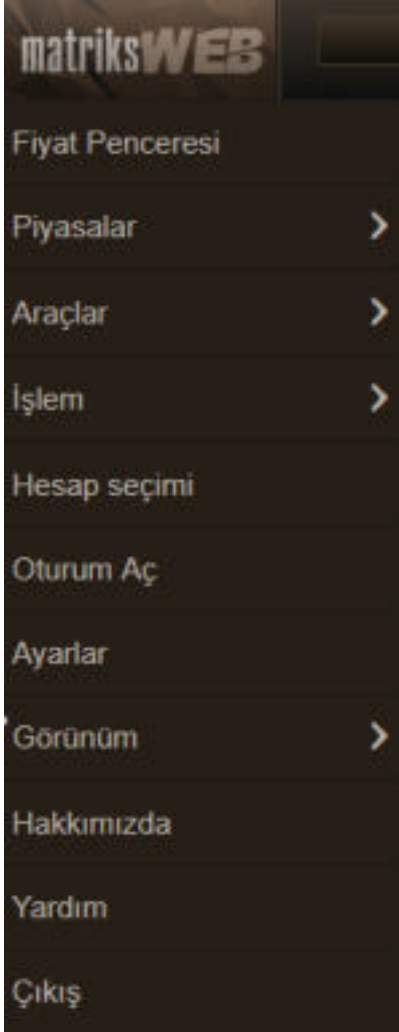 matriksWEB
Fiyat Penceresi
Piyasalar
Araçlar
İşlem
Hesap seçimi
Oturum Aç
Ayarlar
Görünüm
Hakkımızda
Yardım
Çıkış